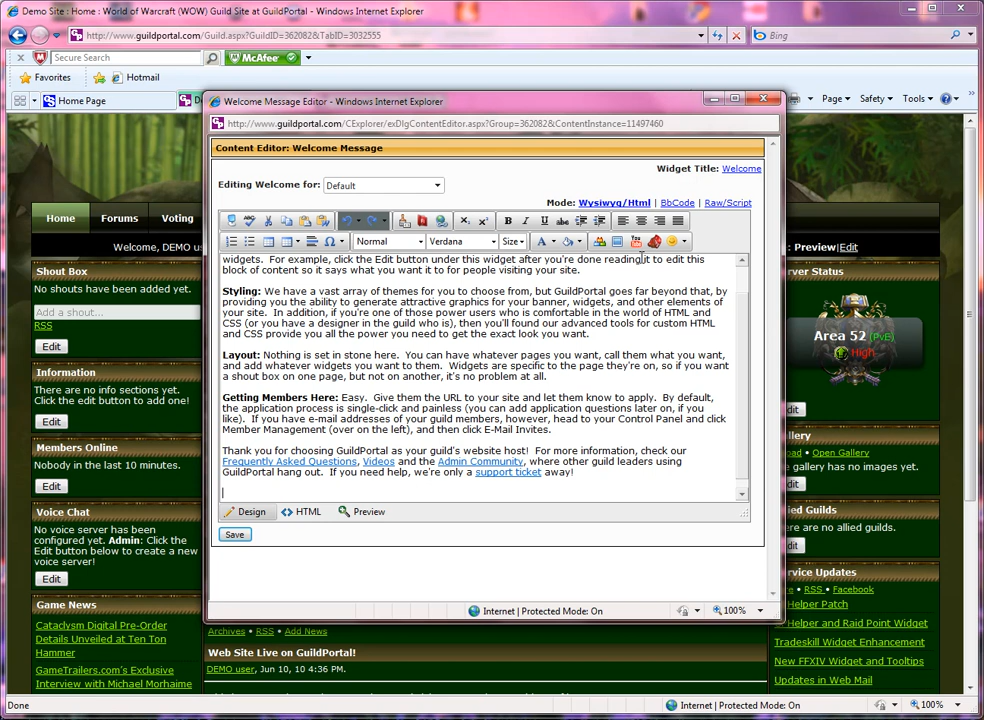 Demo Site : Home : World of Warcraft (WOW) Guild Site at GuildPortal - Windows Internet Explorer
http://www.guildportal.com/Guild.aspx?GuildID=362082&TabID=3032555
Bing
Secure Search
McAfee
Favorites
Hotmail
Home Page
Page
Safety
Tools
Welcome Message Editor - Windows Internet Explorer
http://www.guildportal.com/CExplorer/exDlgContentEditor.aspx?Group=362082&ContentInstance=11497460
Content Editor: Welcome Message
Widget Title: Welcome
Editing Welcome for: Default
Mode: Wysiwyg/Html | BbCode | Raw/Script
Normal
Verdana
Size
widgets. For example, click the Edit button under this widget after you're done reading it to edit this
block of content so it says what you want it to for people visiting your site.
Styling: We have a vast array of themes for you to choose from, but GuildPortal goes far beyond that, by
providing you the ability to generate attractive graphics for your banner, widgets, and other elements of
your site. In addition, if you're one of those power users who is comfortable in the world of HTML and
CSS (or you have a designer in the guild who is), then you'll found our advanced tools for custom HTML
and CSS provide you all the power you need to get the exact look you want.
Layout: Nothing is set in stone here. You can have whatever pages you want, call them what you want,
and add whatever widgets you want to them. Widgets are specific to the page they're on, so if you want
a shout box on one page, but not on another, it's no problem at all.
Getting Members Here: Easy. Give them the URL to your site and let them know to apply. By default,
the application process is single-click and painless (you can add application questions later on, if you
like). If you have e-mail addresses of your guild members, however, head to your Control Panel and click
Member Management (over on the left), and then click E-Mail Invites.
Thank you for choosing GuildPortal as your guild's website host! For more information, check our
Frequently Asked Questions, Videos and the Admin Community, where other guild leaders using
GuildPortal hang out. If you need help, we're only a support ticket away!
Design
HTML
Preview
Save
Internet | Protected Mode: On
100%
Home
Forums
Voting
Welcome, DEMO us
Preview|Edit
Shout Box
No shouts have been added yet.
Add a shout...
RSS
Edit
Information
There are no info sections yet.
Click the edit button to add one!
Edit
Members Online
Nobody in the last 10 minutes.
Edit
Voice Chat
No voice server has been
configured yet. Admin: Click the
Edit button below to create a new
voice server!
Edit
Game News
Cataclysm Digital Pre-Order
Details Unveiled at Ten Ton
Hammer
GameTrailers.com's Exclusive
Interview with Michael Morhaime
Archives • RSS • Add News
Web Site Live on GuildPortal!
DEMO user, Jun 10, 10 4:36 PM.
Server Status
Area 52 (PvE)
High
dit
allery
oad • Open Gallery
e gallery has no images yet.
dit
lied Guilds
ere are no allied guilds.
dit
rvice Updates
RSS • Facebook
Helper Patch
Helper and Raid Point Widget
Tradeskill Widget Enhancement
New FFXIV Widget and Tooltips
Updates in Web Mail
Done
Internet | Protected Mode: On
100%